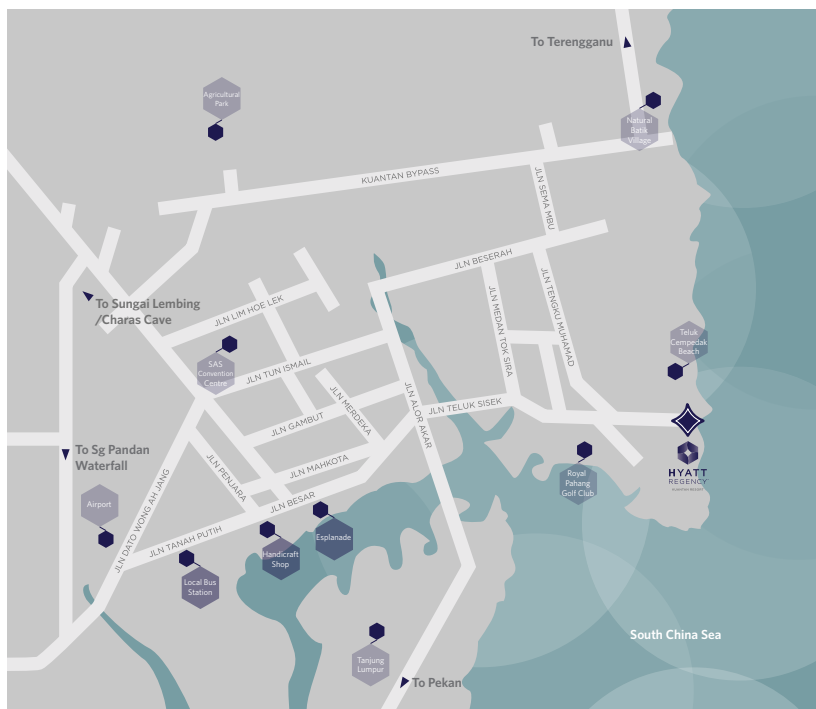 To Terengganu
Agricultural
Park
Natural
Batik
Village
KUANTAN BYPASS
JLN SEMA MBU
JLN BESERAH
To Sungai Lembing
/Charas Cave
JLN LIM HOE LEK
JLN MEDAN TOK SIRA
JLN TENGKU MUHAMAD
Teluk
Cempedak
Beach
SAS
Convention
Centre
JLN TUN ISMAIL
JLN MERDEKA
JLN ALOR AKAR
JLN TELUK SISEK
JLN GAMBUT
To Sg Pandan
Waterfall
JLN PENJARA
JLN MAHKOTA
JLN BESAR
Royal
Pahang
Golf Club
HYATT
REGENCY
Airport
JLN DATO WONG AH JANG
JLN TANAH PUTIH
Esplanade
Handicraft
Shop
Local Bus
Station
South China Sea
Tanjung
Lumpur
To Pekan